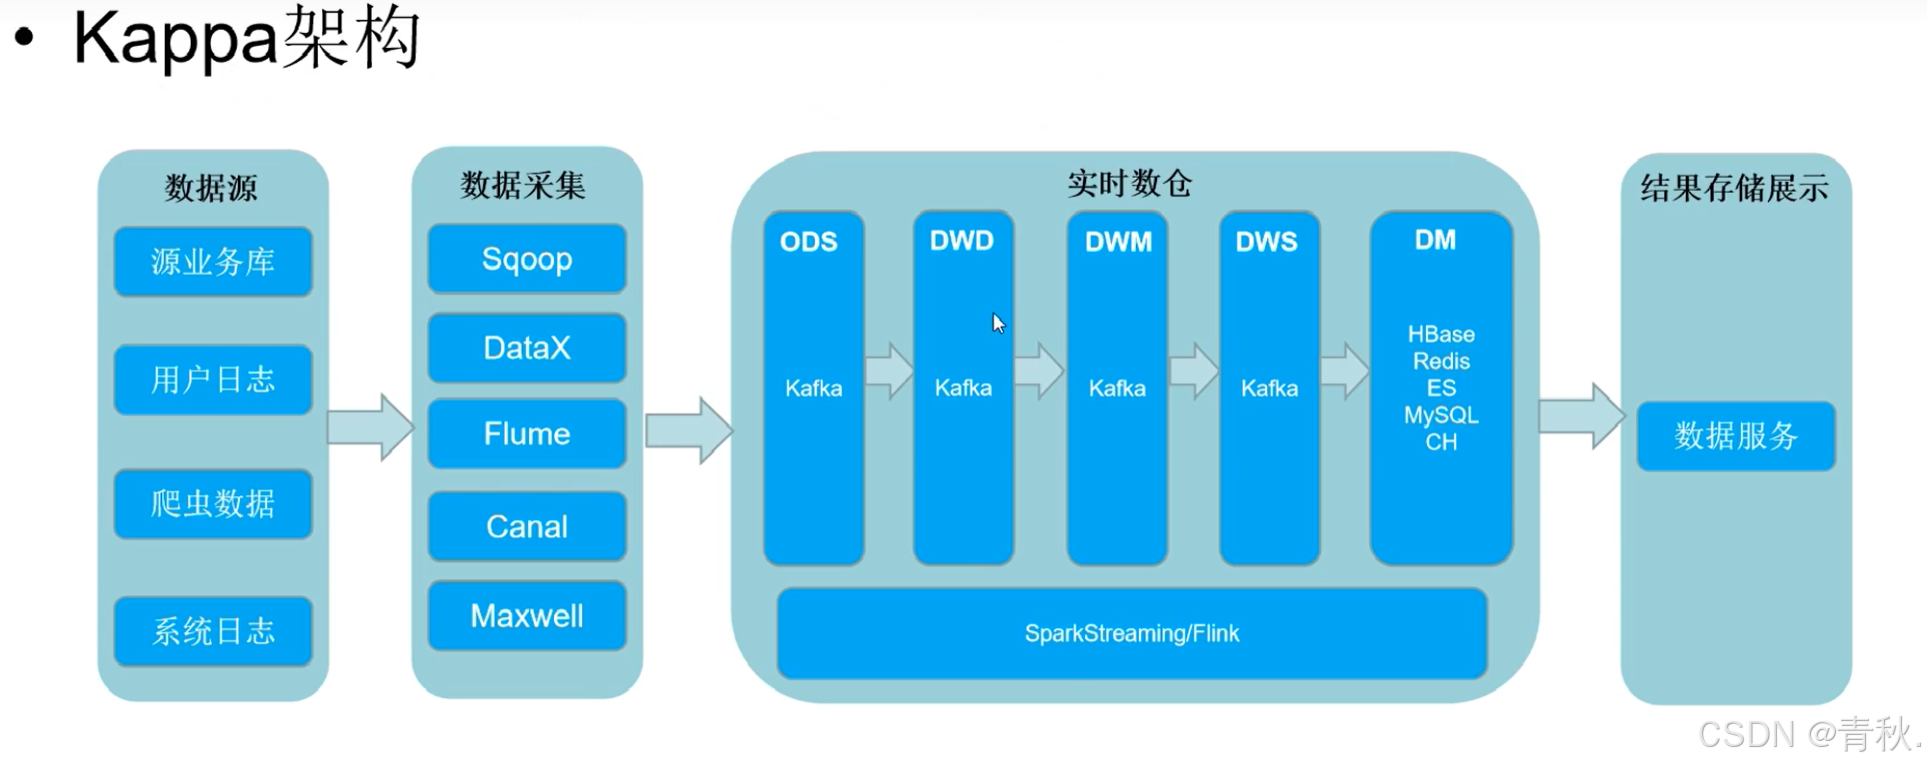 • Kappa架构
数据源
源业务库
用户日志
爬虫数据
系统日志
数据采集
Sqoop
DataX
Flume
Canal
Maxwell
实时数仓
ODS
Kafka
DWD
Kafka
DWM
Kafka
DWS
Kafka
DM
HBase
Redis
ES
MySQL
CH
SparkStreaming/Flink
结果存储展示
数据服务
CSDN @青秋.